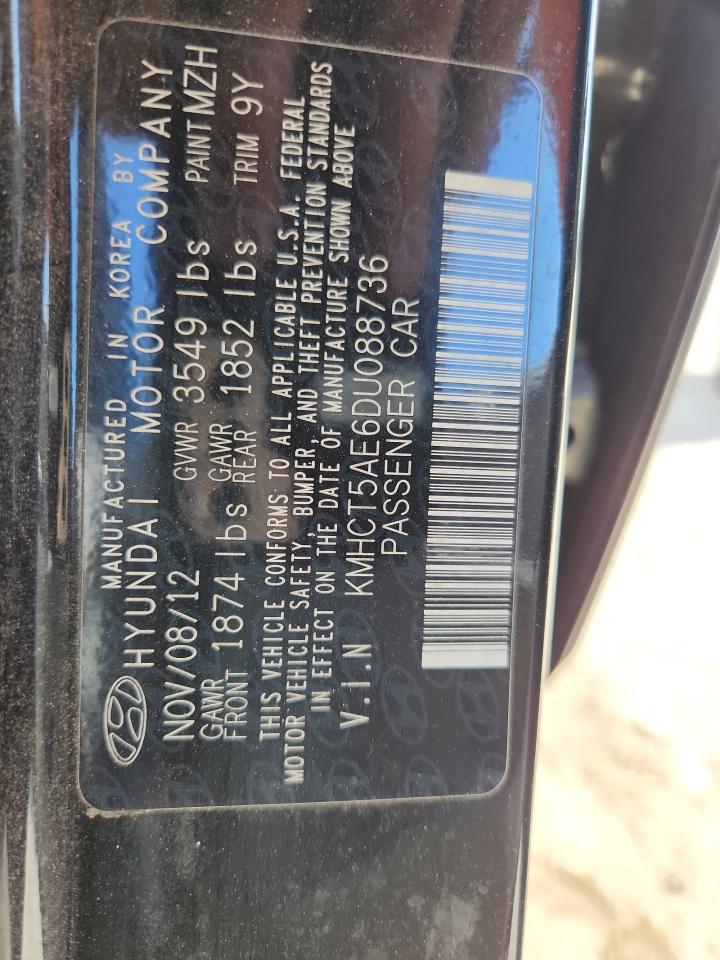 MANUFACTURED IN KOREA BY
HYUNDAI MOTOR COMPANY
NOV/08/12 GVWR 3549 lbs PAINT MZH
GAWR FRONT 1874 lbs GAWR REAR 1852 lbs TRIM 9Y
THIS VEHICLE CONFORMS TO ALL APPLICABLE U.S.A. FEDERAL
MOTOR VEHICLE SAFETY, BUMPER, AND THEFT PREVENTION STANDARDS
IN EFFECT ON THE DATE OF MANUFACTURE SHOWN ABOVE
V.I.N KMHCT5AE6DU088736
PASSENGER CAR